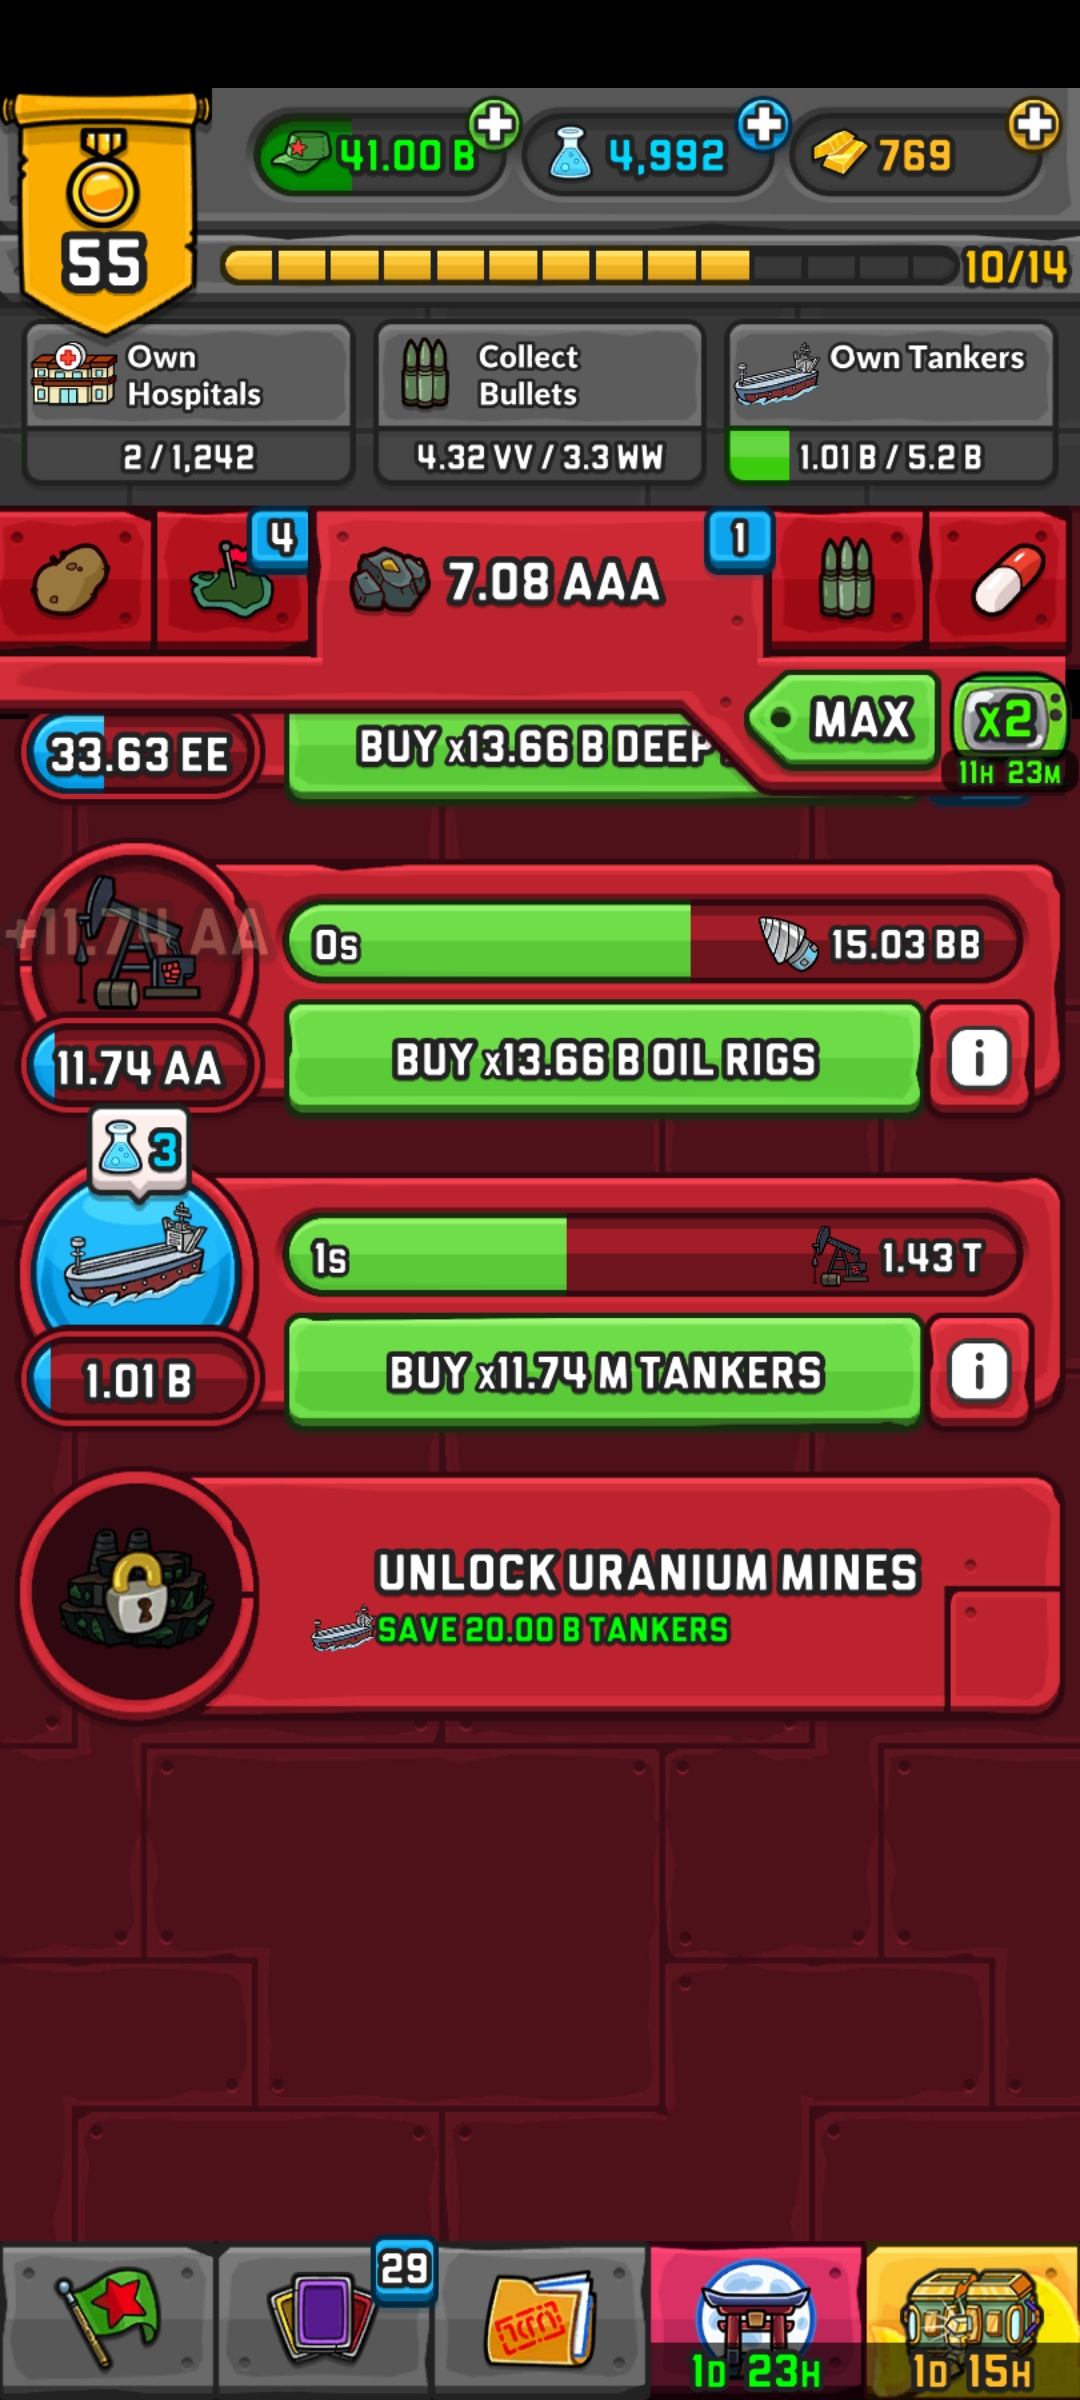 55
41.00 B
4,992
769
10/14
Own
Hospitals
2 / 1,242
Collect
Bullets
4.32 VV / 3.3 WW
Own Tankers
1.01 B / 5.2 B
4
7.08 AAA
1
MAX
x2
11H 23M
33.63 EE
BUY x13.66 B DEEP
+11.74 AA
0s
15.03 BB
11.74 AA
BUY x13.66 B OIL RIGS
i
3
1s
1.43 T
1.01 B
BUY x11.74 M TANKERS
i
UNLOCK URANIUM MINES
SAVE 20.00 B TANKERS
29
1D 23H
1D 15H